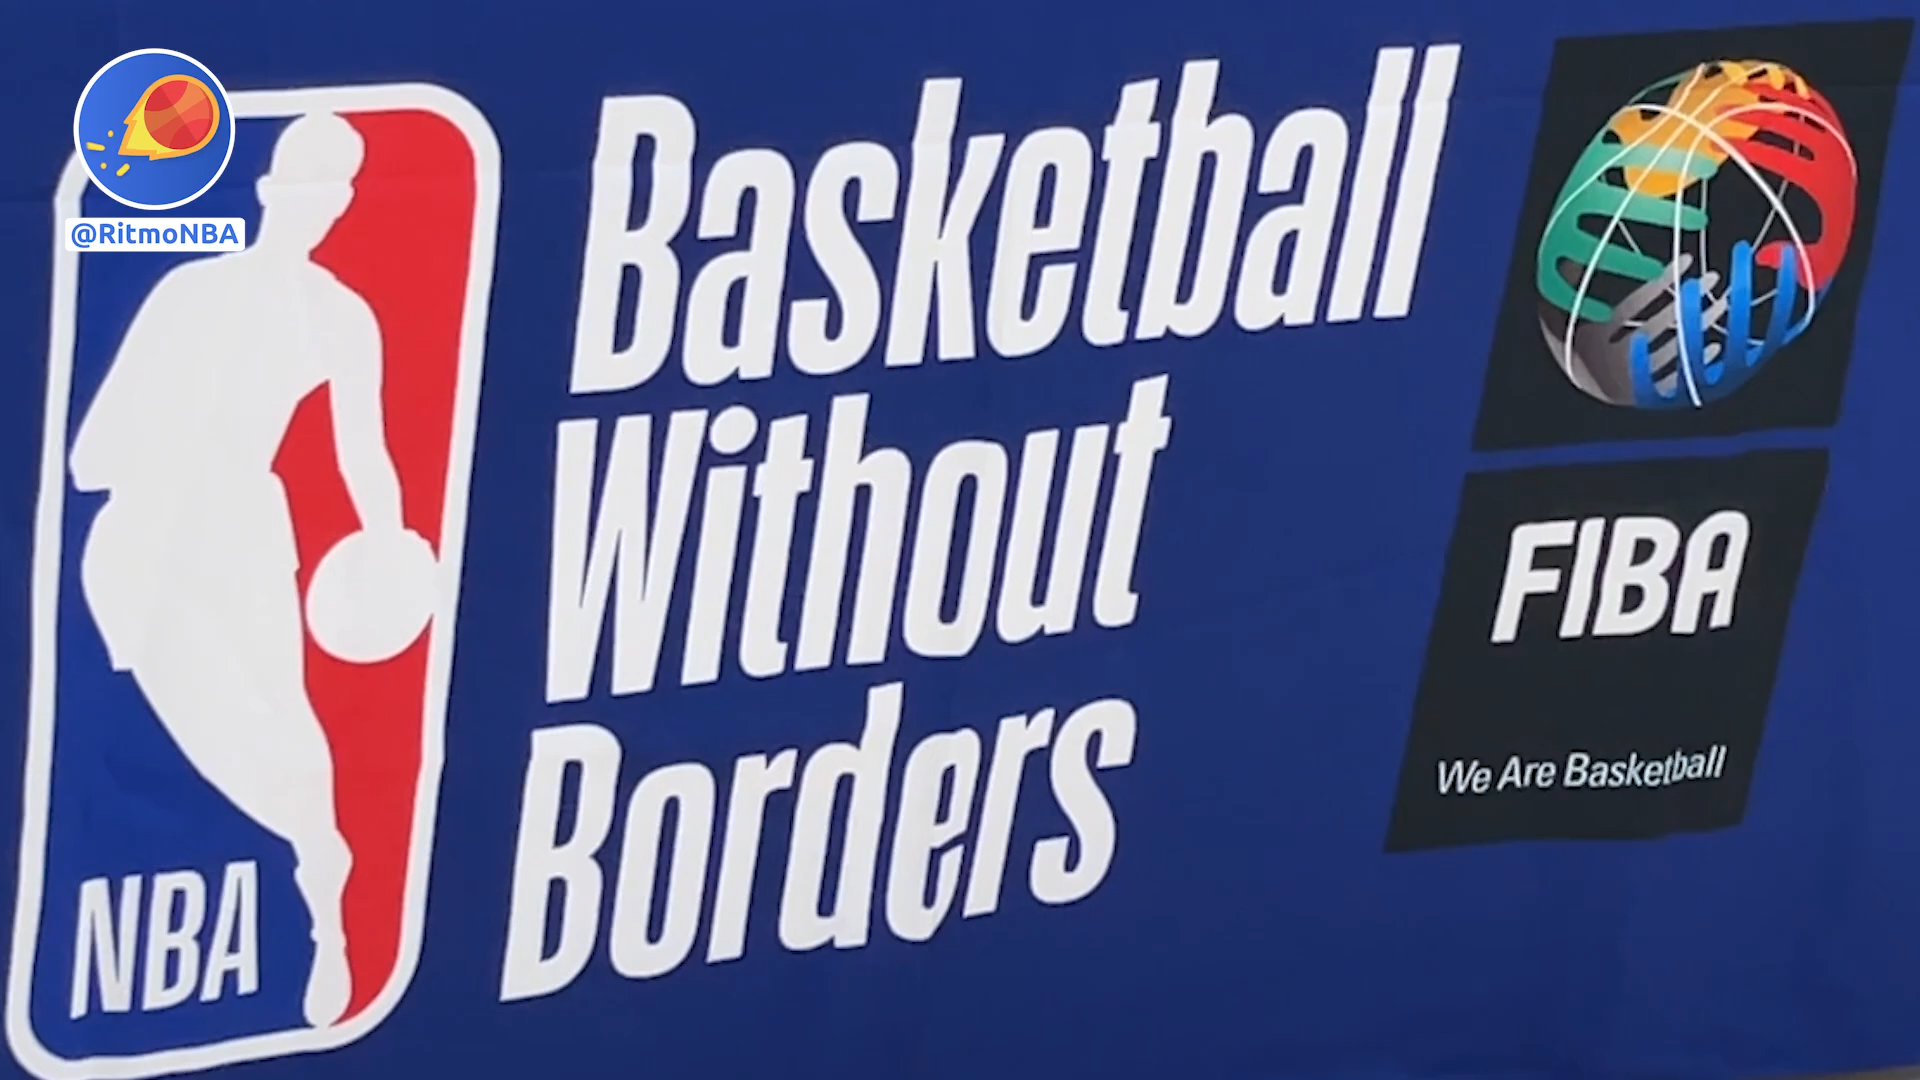 @RitmoNBA
NBA
Basketball
Without
Borders
FIBA
We Are Basketball